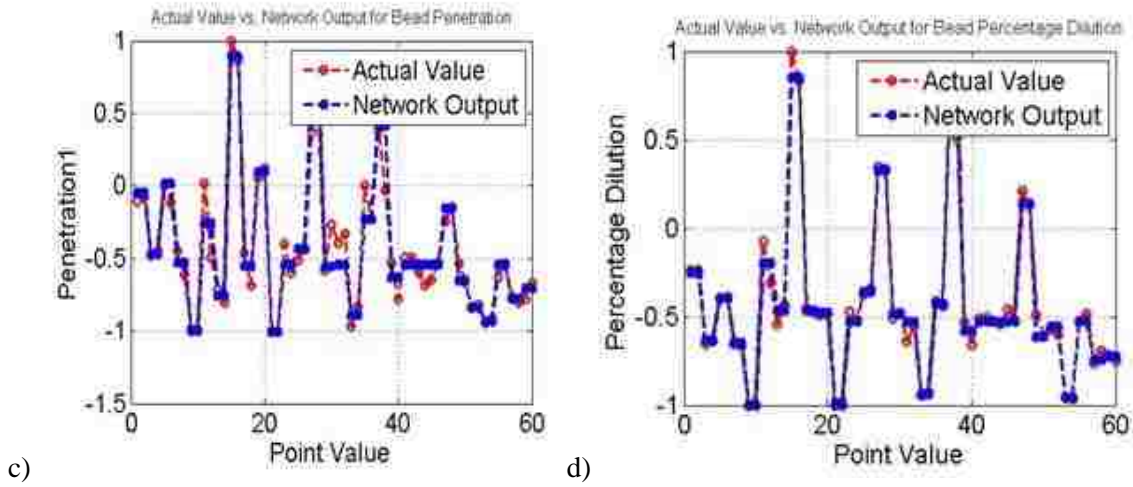 Actual Value vs. Network Output for Bead Penetration
1
0.5
0
-0.5
-1
-1.5
Penetration1
Actual Value
Network Output
0
20
40
60
Point Value
c)
Actual Value vs. Network Output for Bead Percentage Dilution
1
0.5
0
-0.5
-1
Percentage Dilution
Actual Value
Network Output
0
20
40
60
Point Value
d)